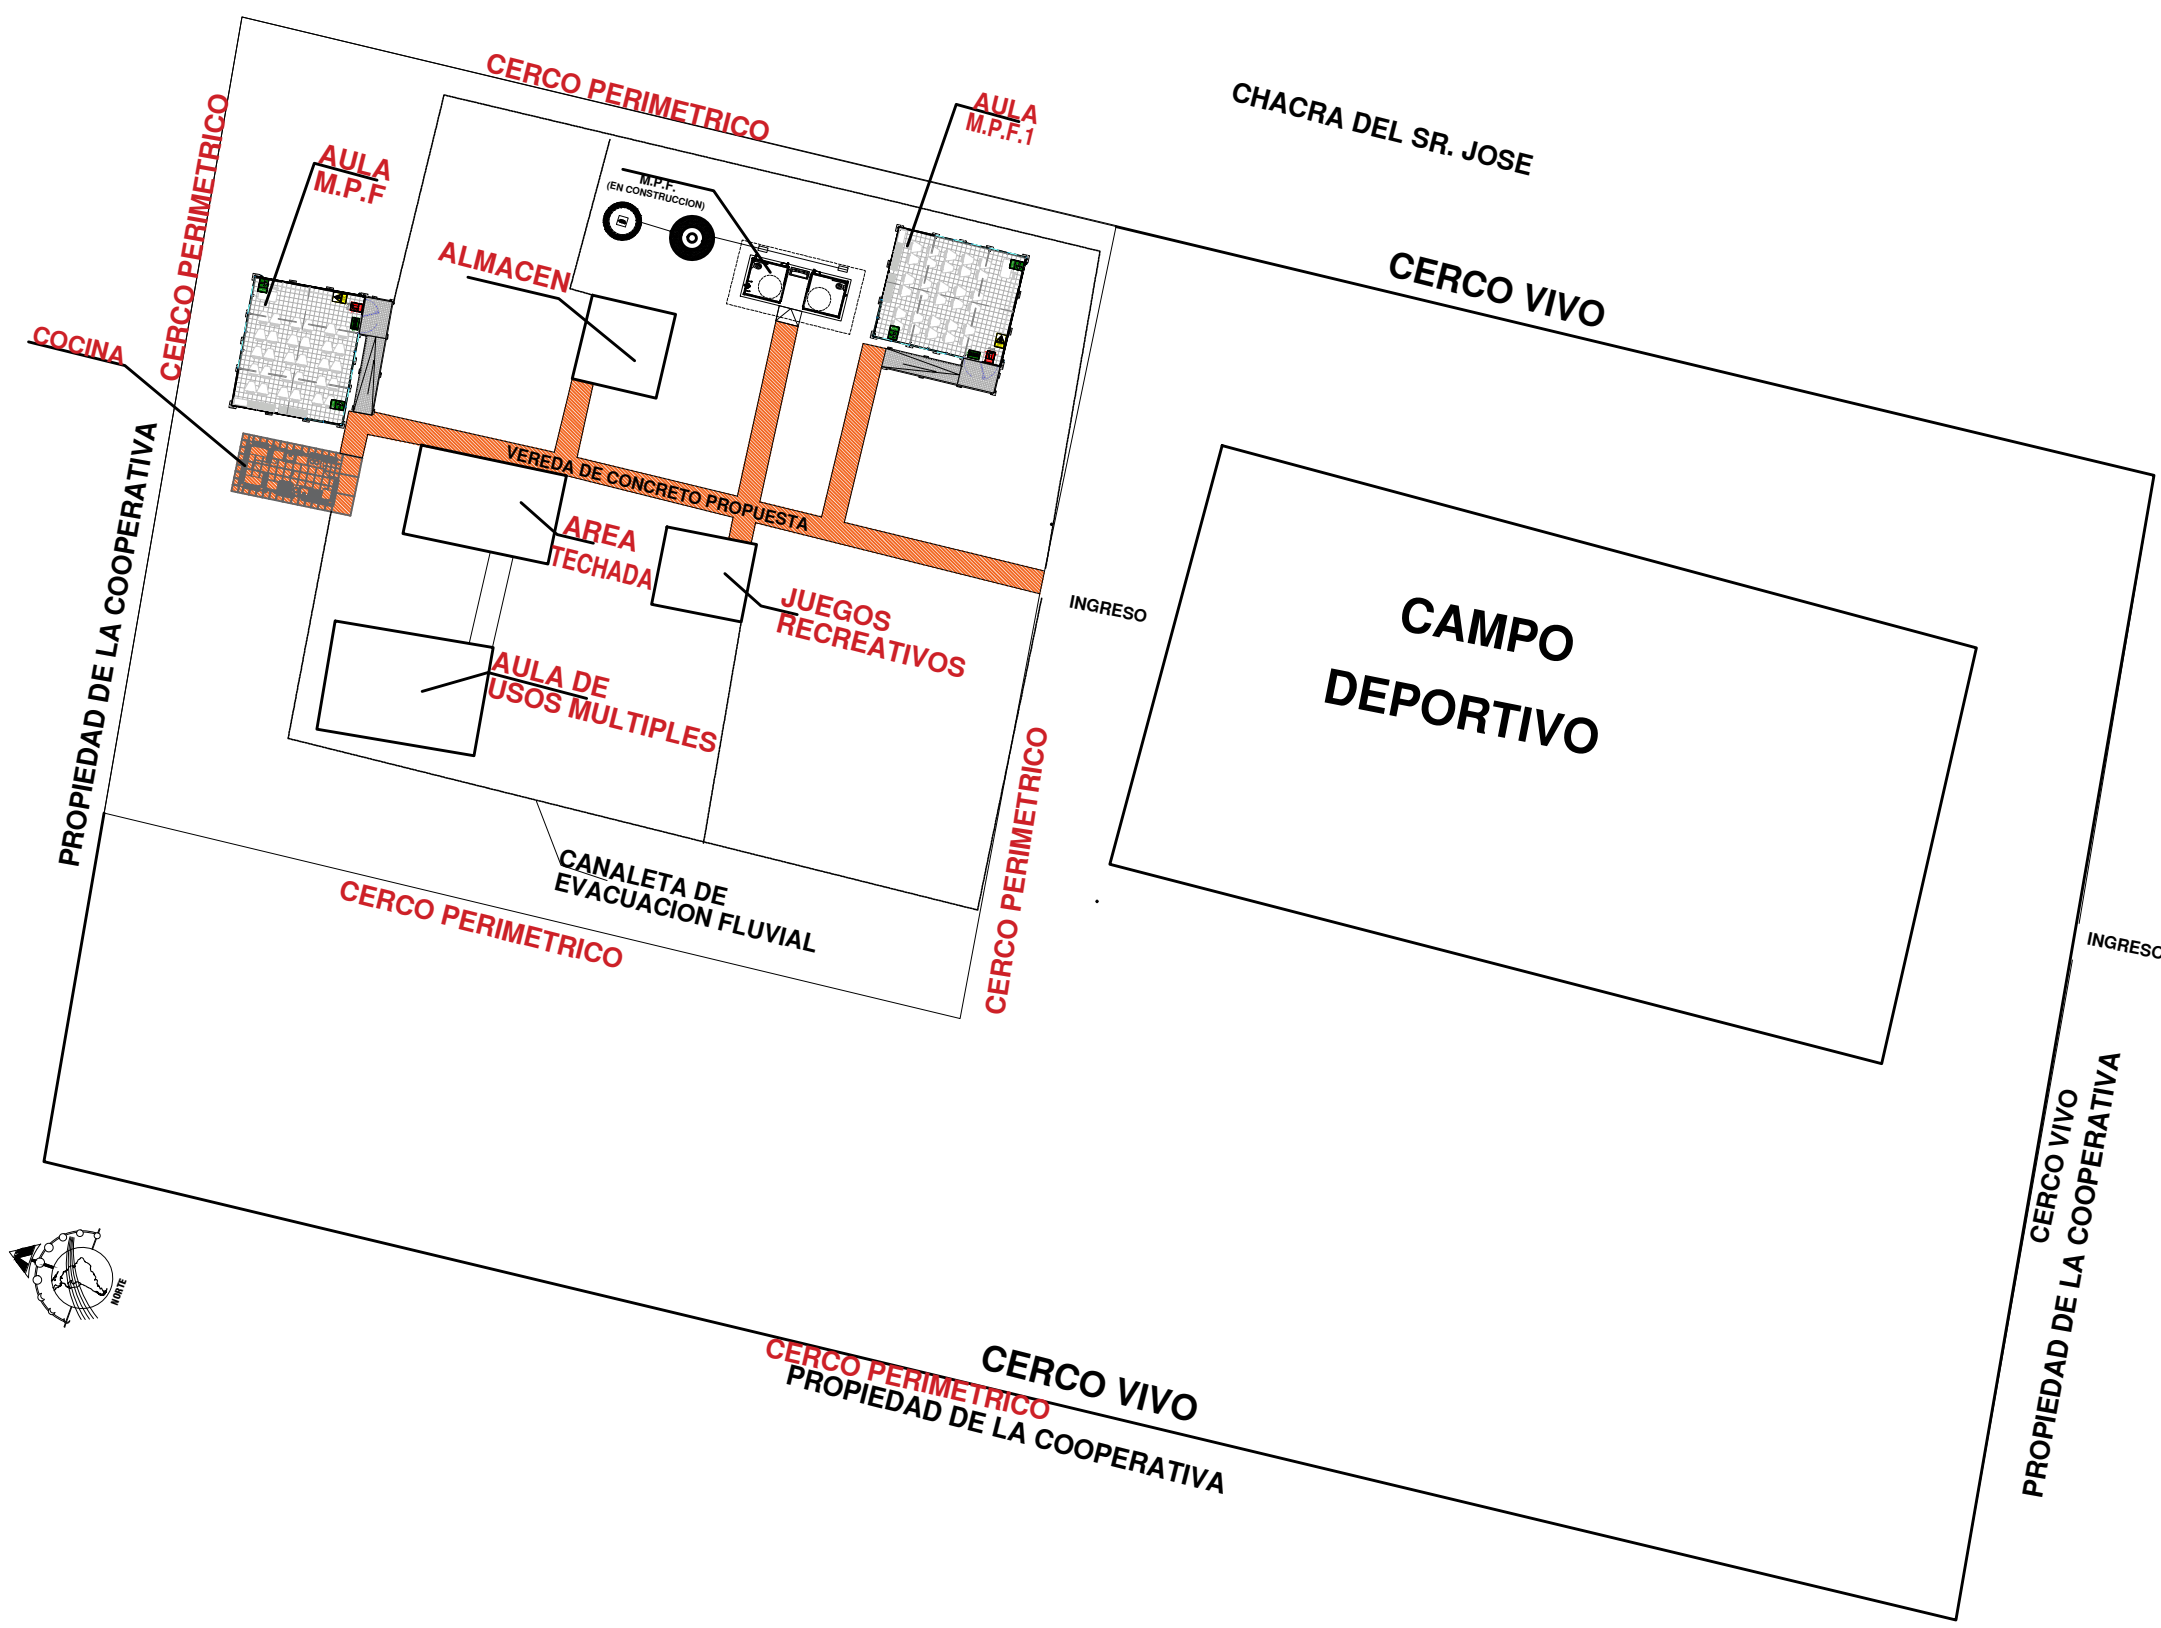 CERCO PERIMETRICO
CHACRA DEL SR. JOSE
AULA
M.P.F.1
CERCO PERIMETRICO
AULA
M.P.F
M.P.F.
(EN CONSTRUCCION)
ALMACEN
CERCO VIVO
COCINA
VEREDA DE CONCRETO PROPUESTA
AREA
TECHADA
JUEGOS
RECREATIVOS
INGRESO
CAMPO
DEPORTIVO
PROPIEDAD DE LA COOPERATIVA
AULA DE
USOS MULTIPLES
CERCO PERIMETRICO
CANALETA DE
EVACUACION FLUVIAL
CERCO PERIMETRICO
INGRESO
CERCO VIVO
PROPIEDAD DE LA COOPERATIVA
NORTE
CERCO VIVO
CERCO PERIMETRICO
PROPIEDAD DE LA COOPERATIVA